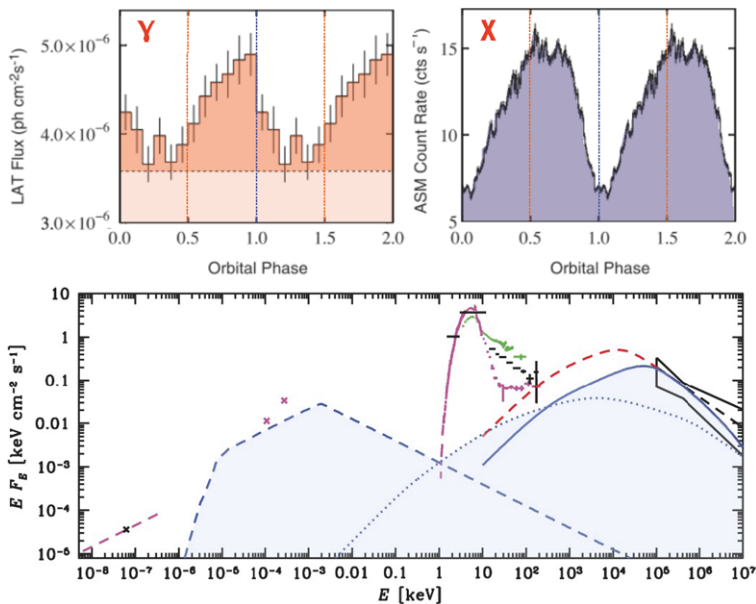 γ
5.0×10⁻⁶
4.0×10⁻⁶
3.0×10⁻⁶
LAT Flux (ph cm⁻²s⁻¹)
0.0 0.5 1.0 1.5 2.0
Orbital Phase
X
15
10
5
ASM Count Rate (cts s⁻¹)
0.0 0.5 1.0 1.5 2.0
Orbital Phase
10
1
0.1
0.01
10⁻³
10⁻⁴
10⁻⁵
10⁻⁶
E F_E [keV cm⁻² s⁻¹]
10⁻⁸ 10⁻⁷ 10⁻⁶ 10⁻⁵ 10⁻⁴ 10⁻³ 0.01 0.1 1 10 10² 10³ 10⁴ 10⁵ 10⁶ 10⁷
E [keV]